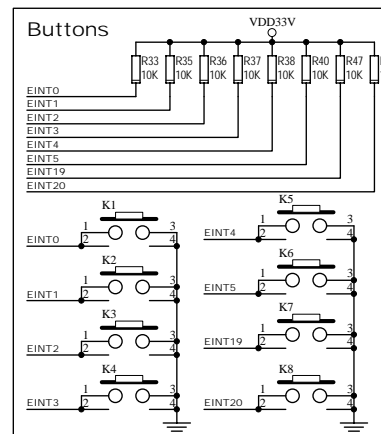 Buttons
VDD33V
R33 R35 R36 R37 R38 R40 R47
10K 10K 10K 10K 10K 10K 10K
EINT0
EINT1
EINT2
EINT3
EINT4
EINT5
EINT19
EINT20
K1
1 3
EINT0 2 4
K2
1 3
EINT1 2 4
K3
1 3
EINT2 2 4
K4
1 3
EINT3 2 4
K5
1 3
EINT4 2 4
K6
1 3
EINT5 2 4
K7
1 3
EINT19 2 4
K8
1 3
EINT20 2 4